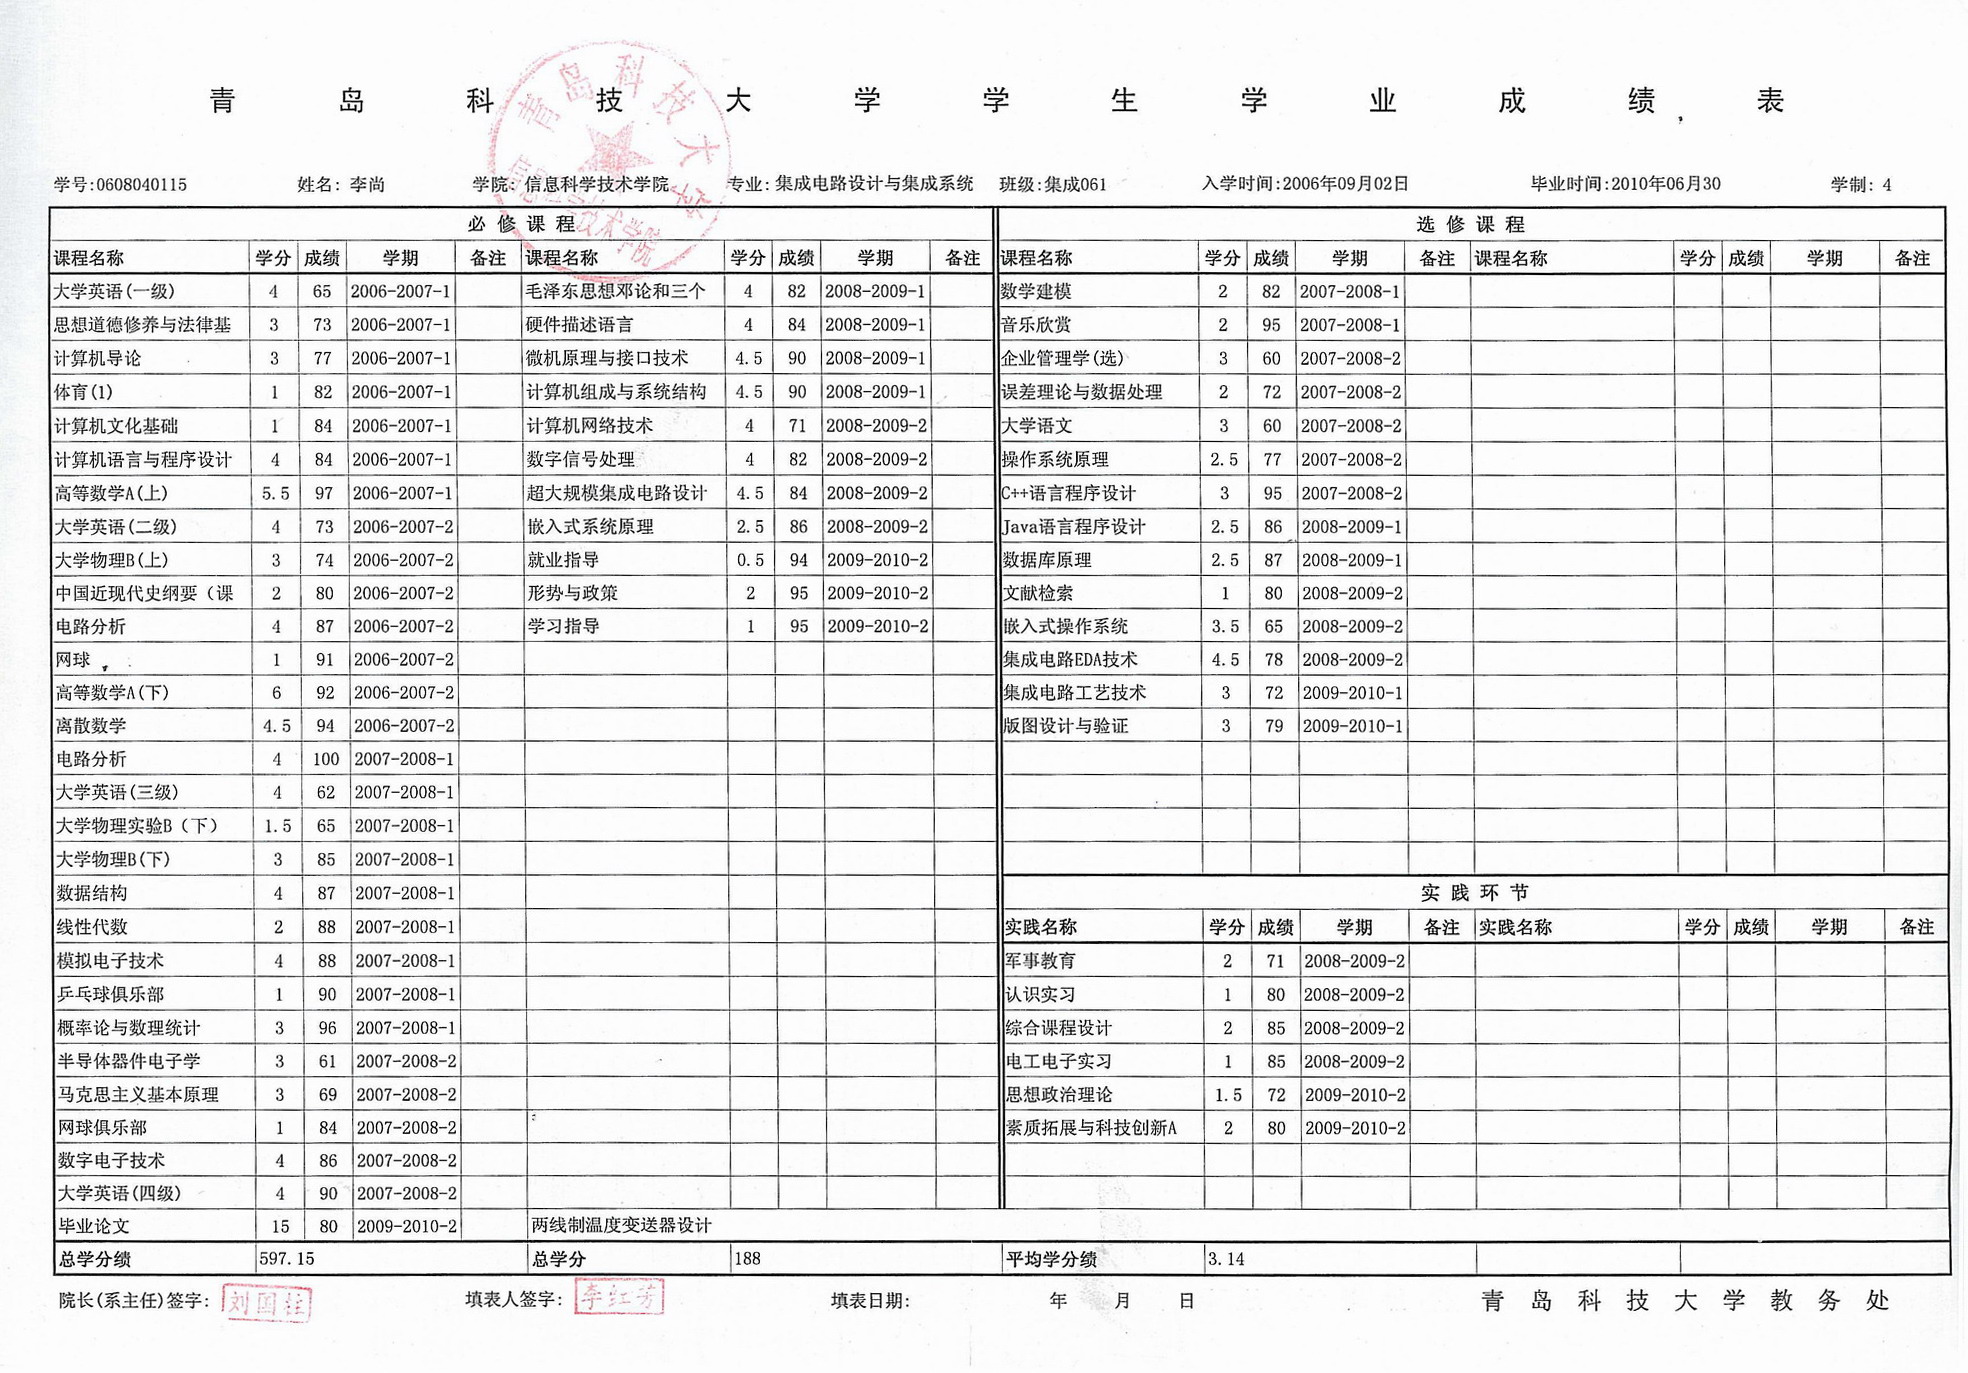 青岛科技大学学生学业成绩表
学号:0608040115 姓名: 李尚 学院: 信息科学技术学院 专业: 集成电路设计与集成系统 班级:集成061 入学时间:2006年09月02日 毕业时间:2010年06月30 学制: 4
必修课程 选修课程
课程名称 学分 成绩 学期 备注 课程名称 学分 成绩 学期 备注 课程名称 学分 成绩 学期 备注 课程名称 学分 成绩 学期 备注
大学英语(一级) 4 65 2006-2007-1 毛泽东思想邓论和三个 4 82 2008-2009-1 数学建模 2 82 2007-2008-1
思想道德修养与法律基 3 73 2006-2007-1 硬件描述语言 4 84 2008-2009-1 音乐欣赏 2 95 2007-2008-1
计算机导论 3 77 2006-2007-1 微机原理与接口技术 4.5 90 2008-2009-1 企业管理学(选) 3 60 2007-2008-2
体育(1) 1 82 2006-2007-1 计算机组成与系统结构 4.5 90 2008-2009-1 误差理论与数据处理 2 72 2007-2008-2
计算机文化基础 1 84 2006-2007-1 计算机网络技术 4 71 2008-2009-2 大学语文 3 60 2007-2008-2
计算机语言与程序设计 4 84 2006-2007-1 数字信号处理 4 82 2008-2009-2 操作系统原理 2.5 77 2007-2008-2
高等数学A(上) 5.5 97 2006-2007-1 超大规模集成电路设计 4.5 84 2008-2009-2 C++语言程序设计 3 95 2007-2008-2
大学英语(二级) 4 73 2006-2007-2 嵌入式系统原理 2.5 86 2008-2009-2 Java语言程序设计 2.5 86 2008-2009-1
大学物理B(上) 3 74 2006-2007-2 就业指导 0.5 94 2009-2010-2 数据库原理 2.5 87 2008-2009-1
中国近现代史纲要（课 2 80 2006-2007-2 形势与政策 2 95 2009-2010-2 文献检索 1 80 2008-2009-2
电路分析 4 87 2006-2007-2 学习指导 1 95 2009-2010-2 嵌入式操作系统 3.5 65 2008-2009-2
网球 1 91 2006-2007-2 集成电路EDA技术 4.5 78 2008-2009-2
高等数学A(下) 6 92 2006-2007-2 集成电路工艺技术 3 72 2009-2010-1
离散数学 4.5 94 2006-2007-2 版图设计与验证 3 79 2009-2010-1
电路分析 4 100 2007-2008-1
大学英语(三级) 4 62 2007-2008-1
大学物理实验B（下） 1.5 65 2007-2008-1
大学物理B(下) 3 85 2007-2008-1
数据结构 4 87 2007-2008-1 实践环节
线性代数 2 88 2007-2008-1 实践名称 学分 成绩 学期 备注 实践名称 学分 成绩 学期 备注
模拟电子技术 4 88 2007-2008-1 军事教育 2 71 2008-2009-2
乒乓球俱乐部 1 90 2007-2008-1 认识实习 1 80 2008-2009-2
概率论与数理统计 3 96 2007-2008-1 综合课程设计 2 85 2008-2009-2
半导体器件电子学 3 61 2007-2008-2 电工电子实习 1 85 2008-2009-2
马克思主义基本原理 3 69 2007-2008-2 思想政治理论 1.5 72 2009-2010-2
网球俱乐部 1 84 2007-2008-2 素质拓展与科技创新A 2 80 2009-2010-2
数字电子技术 4 86 2007-2008-2
大学英语(四级) 4 90 2007-2008-2
毕业论文 15 80 2009-2010-2 两线制温度变送器设计
总学分绩 597.15 总学分 188 平均学分绩 3.14
院长(系主任)签字: 刘国柱 填表人签字: 李红芳 填表日期: 年 月 日 青岛科技大学教务处
青岛科技大学
信息科学技术学院